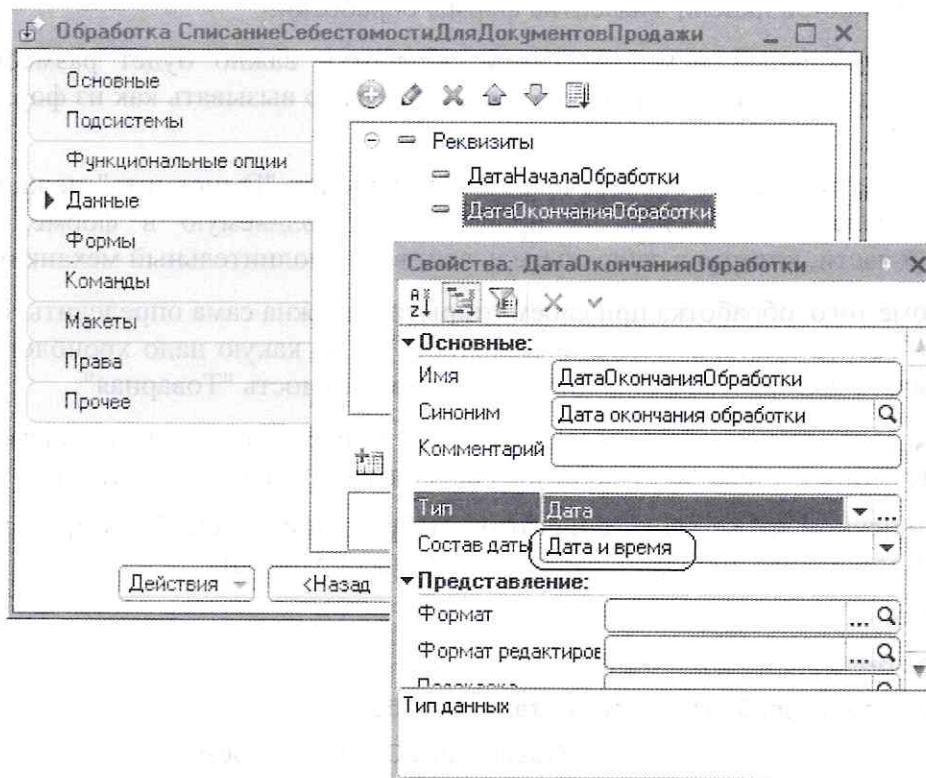 Обработка СписаниеСебестомостиДляДокументовПродажи
Основные
Подсистемы
Функциональные опции
Данные
Формы
Команды
Макеты
Права
Прочее
Реквизиты
ДатаНачалаОбработки
ДатаОкончанияОбработки
Действия
<Назад
Свойства: ДатаОкончанияОбработки
Основные:
Имя
ДатаОкончанияОбработки
Синоним
Дата окончания обработки
Комментарий
Тип
Дата
...
Состав даты
Дата и время
Представление:
Формат
...
Формат редактиров
...
Тип данных